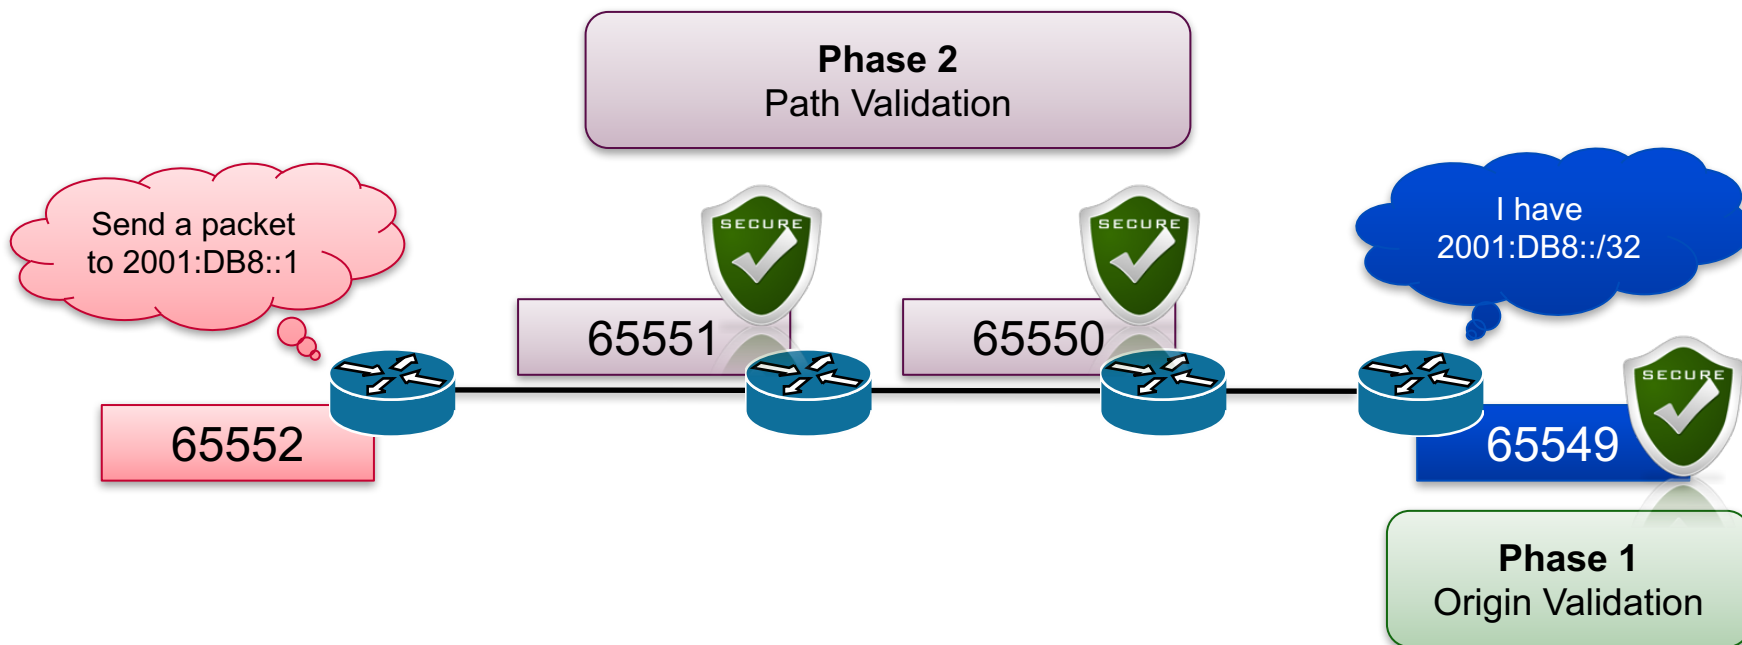 Phase 2
Path Validation
Send a packet
to 2001:DB8::1
SECURE
SECURE
I have
2001:DB8::/32
65551
65550
SECURE
65552
65549
Phase 1
Origin Validation